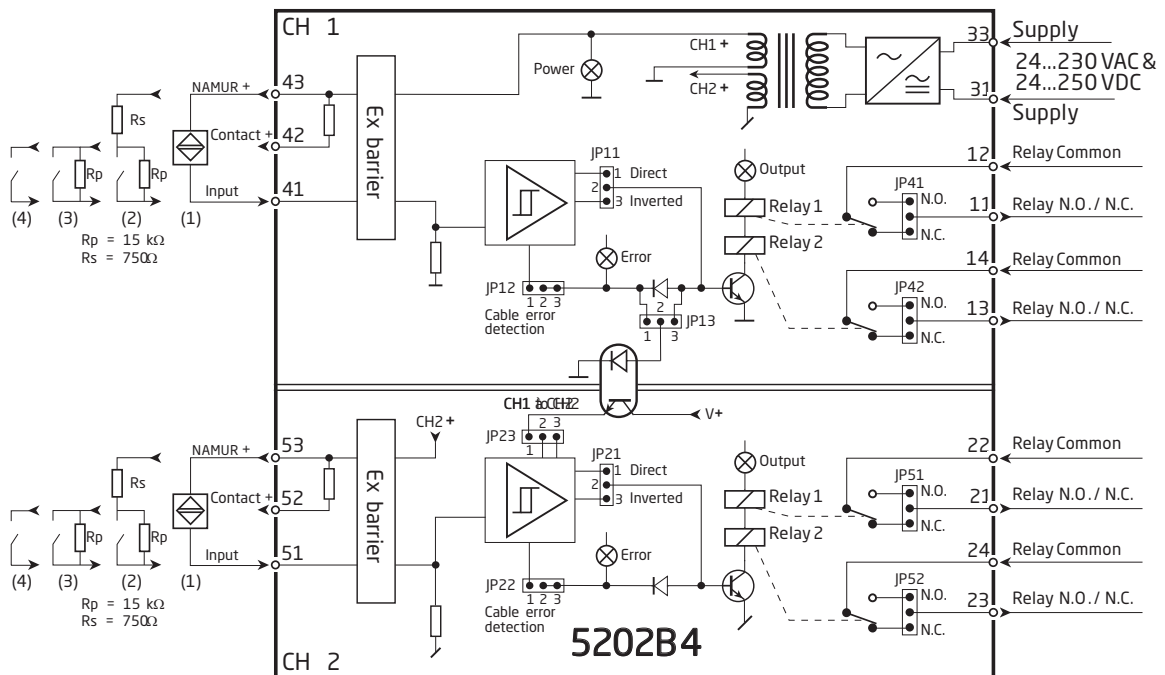 CH 1
33
Supply
24...230 VAC &
24...250 VDC
31
Supply
CH1 +
CH2 +
Power
NAMUR +
43
Rs
Contact +
42
Ex barrier
Input
41
Rp
Rp
(4)
(3)
(2)
(1)
Rp = 15 kΩ
Rs = 750Ω
JP11
1 Direct
2
3 Inverted
Output
Relay 1
Relay 2
Error
JP12
1 2 3
Cable error
detection
2
1
3
JP13
12
Relay Common
JP41
N.O.
11
Relay N.O. / N.C.
N.C.
14
Relay Common
JP42
N.O.
13
Relay N.O. / N.C.
N.C.
CH2
V+
CH2 +
JP23
2 3
1
NAMUR +
53
Rs
Contact +
52
Ex barrier
Input
51
Rp
Rp
(4)
(3)
(2)
(1)
Rp = 15 kΩ
Rs = 750Ω
JP21
1 Direct
2
3 Inverted
Output
Relay 1
Relay 2
Error
JP22
1 2 3
Cable error
detection
22
Relay Common
JP51
N.O.
21
Relay N.O. / N.C.
N.C.
24
Relay Common
JP52
N.O.
23
Relay N.O. / N.C.
N.C.
5202B4
CH 2